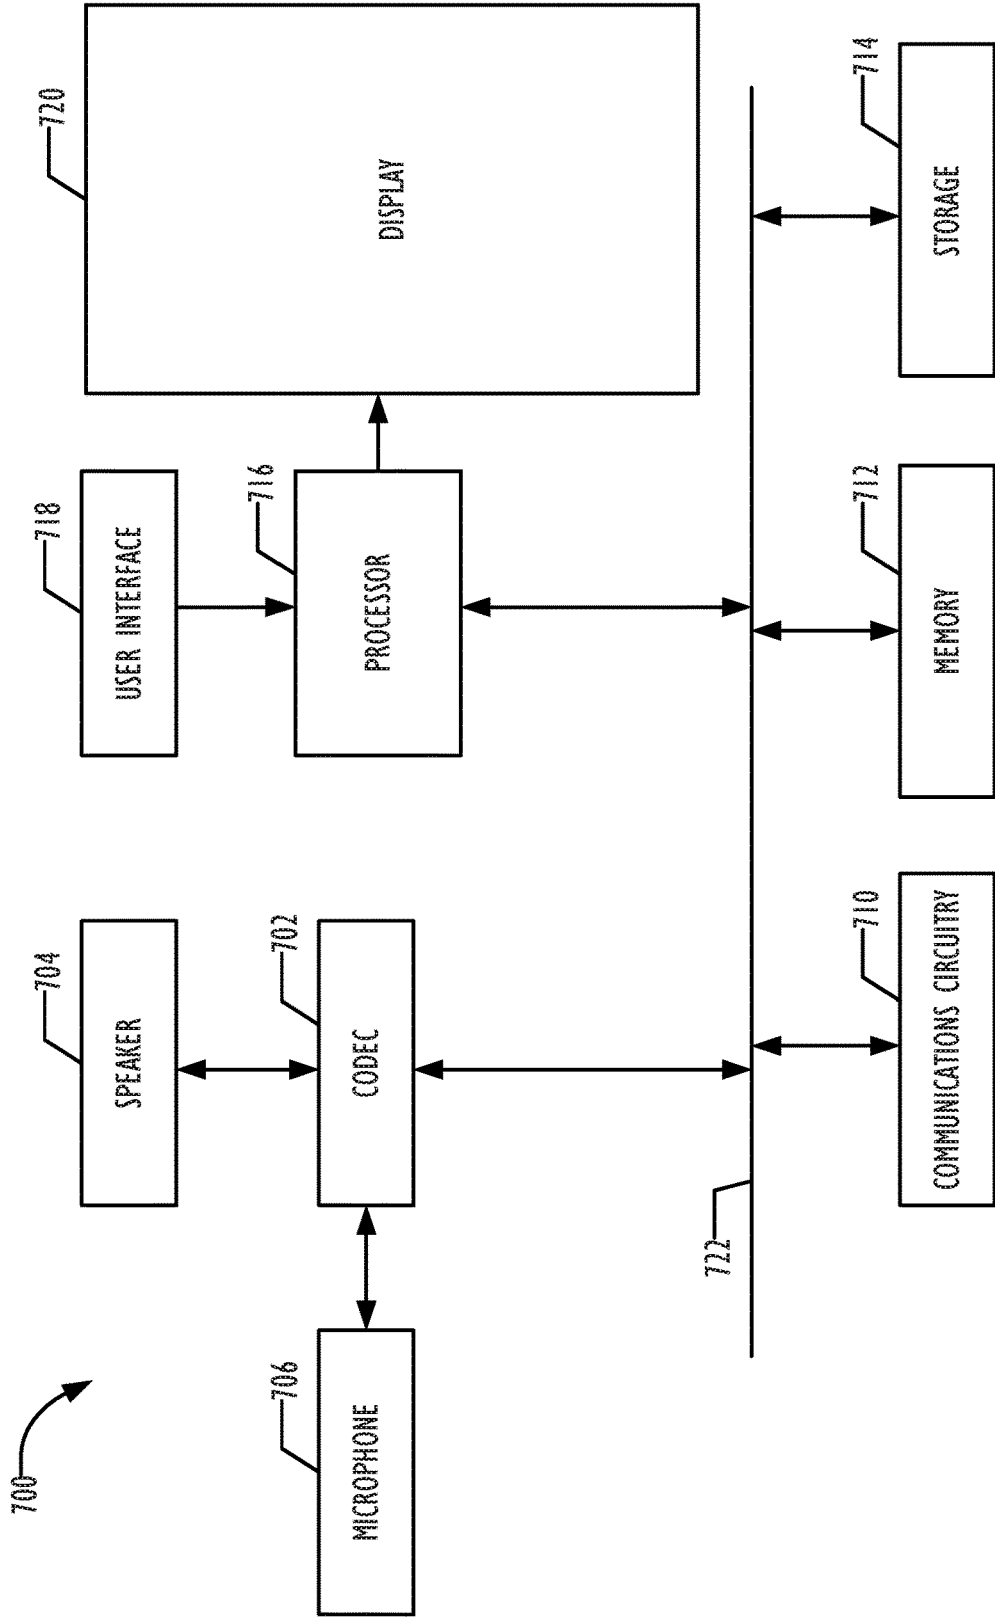 700
704
SPEAKER
718
USER INTERFACE
720
DISPLAY
706
MICROPHONE
702
CODEC
716
PROCESSOR
722
710
COMMUNICATIONS CIRCUITRY
712
MEMORY
714
STORAGE